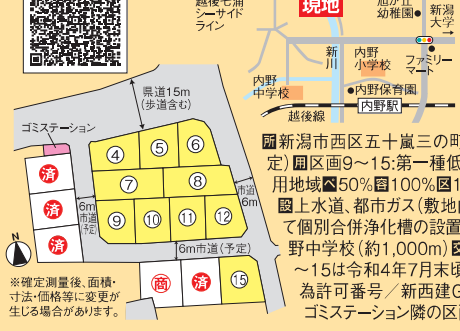 越後七浦
シーサイド
ライン
現地
幼稚園
新潟
大学
→
新川
内野
小学校
ファミリー
マート
内野
中学校
内野保育園
越後線
内野駅
県道15m
(歩道含む)
ゴミステーション
済
済
済
④
⑤
⑥
⑦
⑧
⑨
⑩
⑪
⑫
6m
市道
(予定)
市道
6m
6m市道(予定)
商
済
⑮
N
※確定測量後、面積・
寸法・価格等に変更が
生じる場合があります。
所新潟市西区五十嵐三の町
定)用区画9〜15:第一種低
用地域ペ50%容100%区1
設上水道、都市ガス(敷地
て個別合併浄化槽の設置
野中学校(約1,000m)交
〜15は令和4年7月末頃
為許可番号／新西建G
ゴミステーション隣の区画